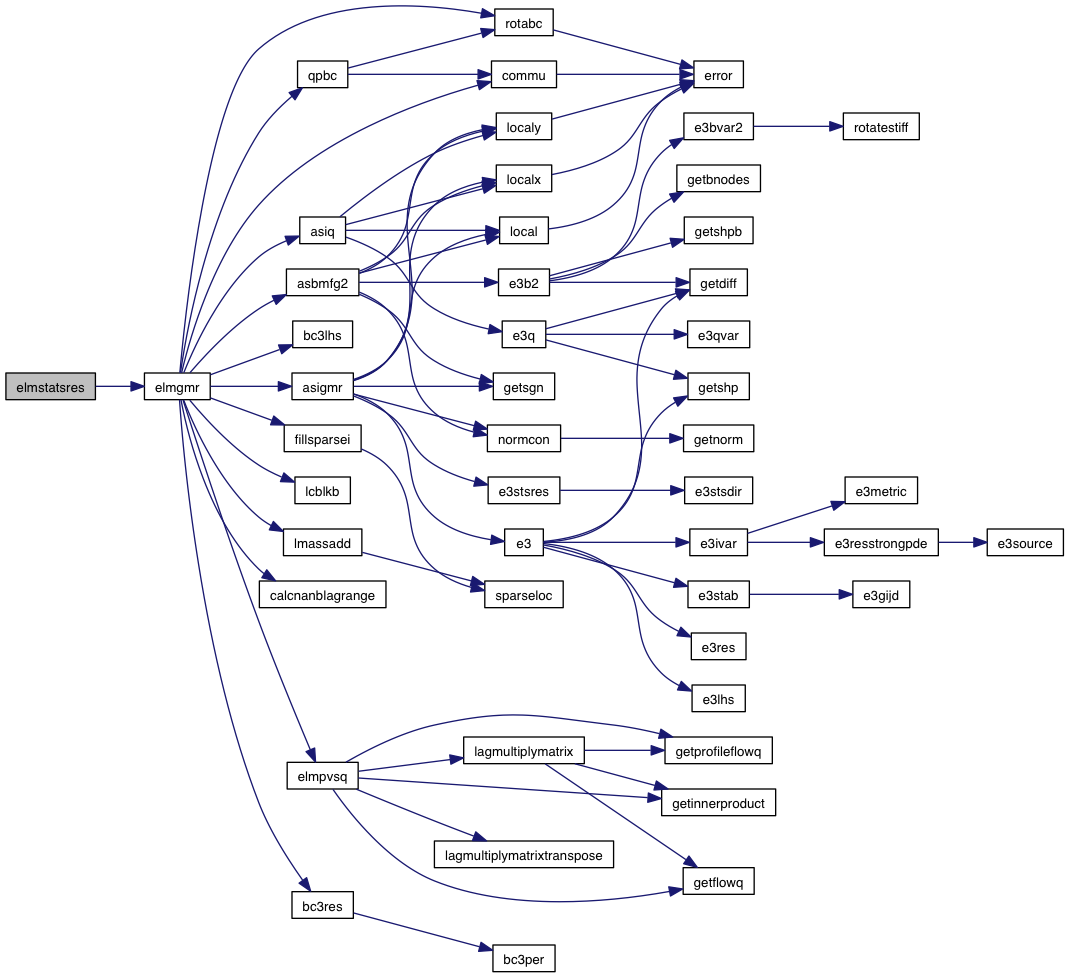 rotabc
qpbc
commu
error
localy
e3bvar2
rotatestiff
localx
getbnodes
asiq
local
getshpb
asbmfg2
e3b2
getdiff
bc3lhs
e3q
e3qvar
elmstatsres
elmgmr
asigmr
getsgn
getshp
fillsparsei
normcon
getnorm
lcblkb
e3stsres
e3stsdir
e3metric
lmassadd
e3
e3ivar
e3resstrongpde
e3source
calcnanblagrange
sparseloc
e3stab
e3gijd
e3res
e3lhs
lagmultiplymatrix
getprofileflowq
elmpvsq
getinnerproduct
lagmultiplymatrixtranspose
getflowq
bc3res
bc3per